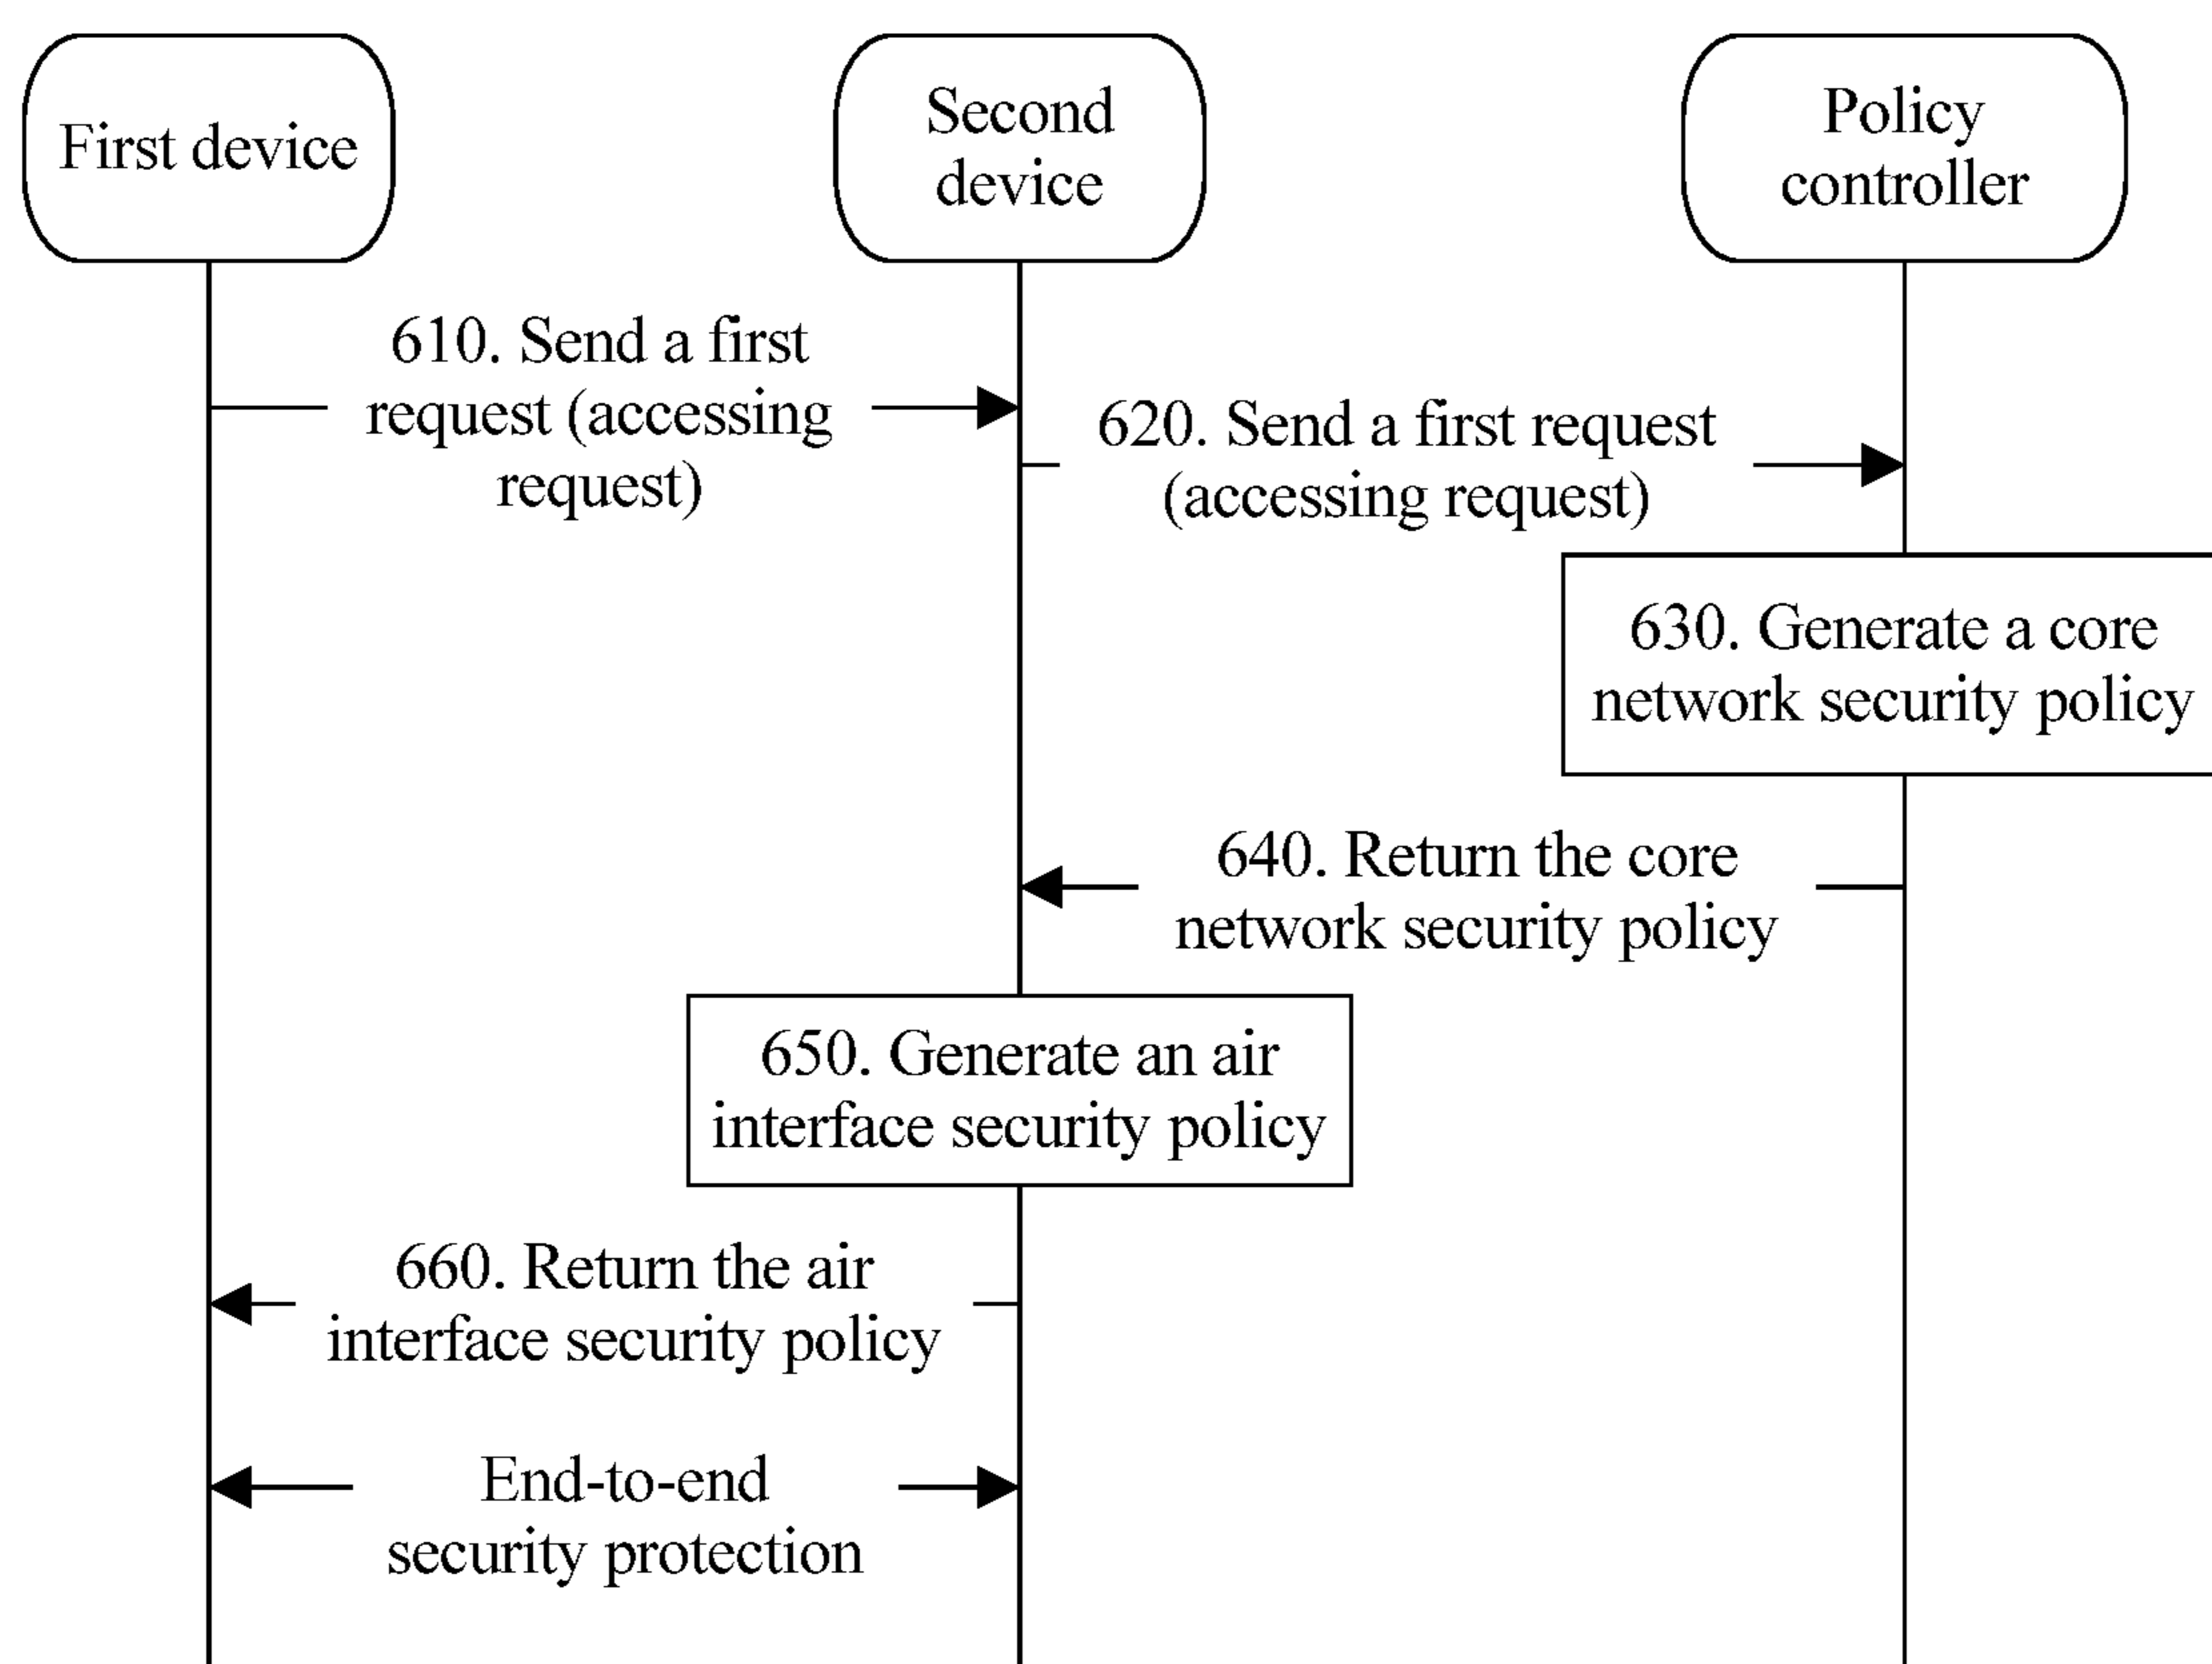 First device
Second
device
Policy
controller
610. Send a first
request (accessing
request)
620. Send a first request
(accessing request)
630. Generate a core
network security policy
640. Return the core
network security policy
650. Generate an air
interface security policy
660. Return the air
interface security policy
End-to-end
security protection